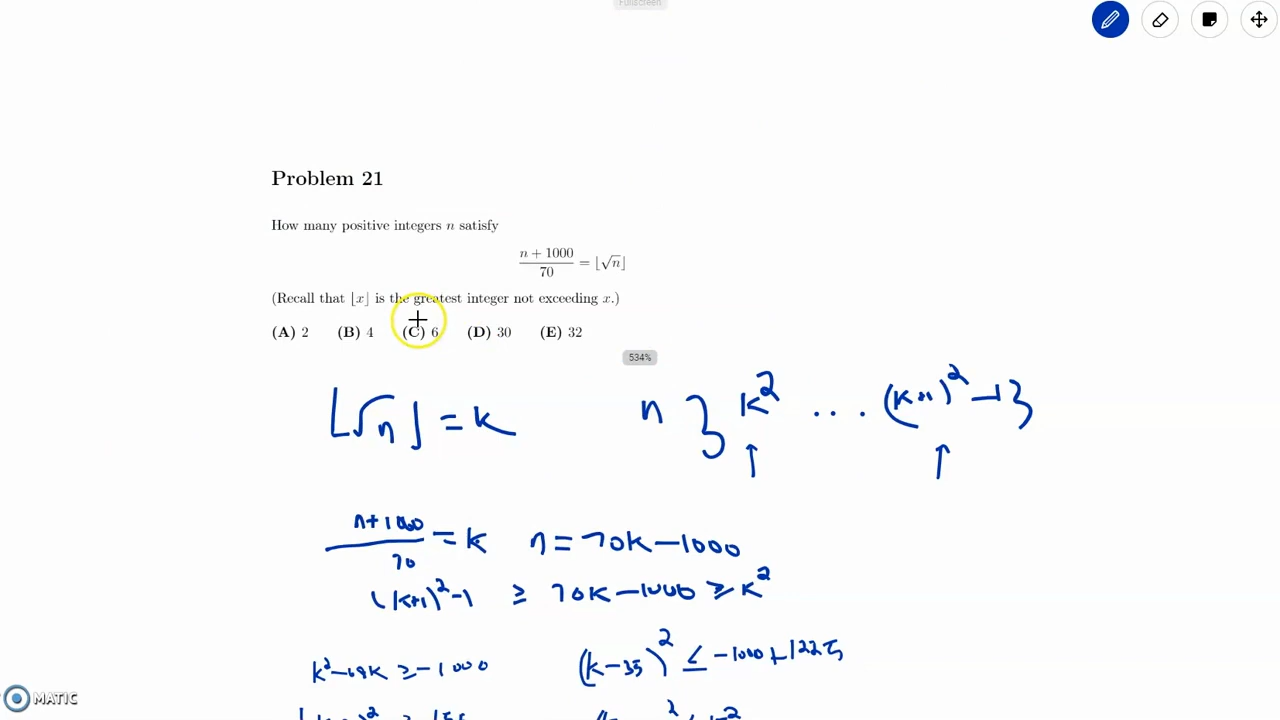 Fullscreen
Problem 21
How many positive integers n satisfy
n + 1000
70
= ⌊√n⌋
(Recall that ⌊x⌋ is the greatest integer not exceeding x.)
(A) 2 (B) 4 (C) 6 (D) 30 (E) 32
534%
⌊√n⌋ = k n } k² ... (k+1)² -1}
↑ ↑
n+1000
70
= k n = 70k-1000
(k+1)²-1 ≥ 70k-1000 ≥ k²
k²-68k ≥ -1000 (k-35)² ≤ -1000+1225
MATIC